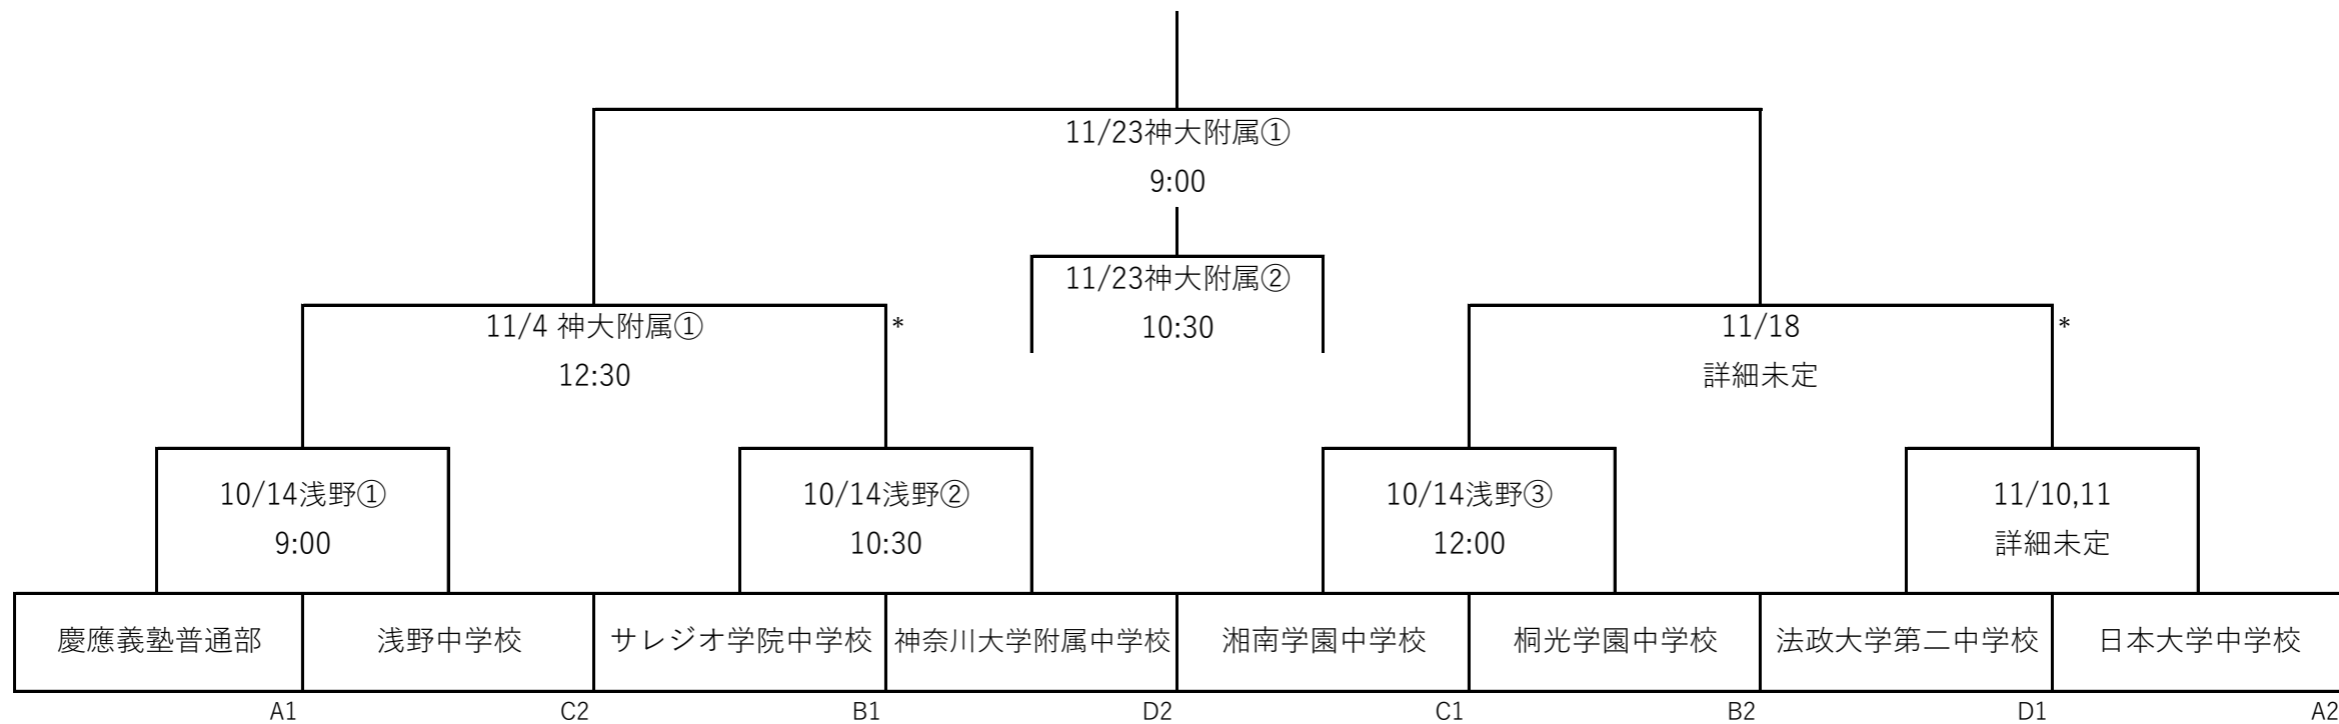 11/23神大附属①
9:00
11/23神大附属②
10:30
11/4 神大附属①
12:30
*
11/18
詳細未定
*
10/14浅野①
9:00
10/14浅野②
10:30
10/14浅野③
12:00
11/10,11
詳細未定
慶應義塾普通部
浅野中学校
サレジオ学院中学校
神奈川大学附属中学校
湘南学園中学校
桐光学園中学校
法政大学第二中学校
日本大学中学校
A1
C2
B1
D2
C1
B2
D1
A2